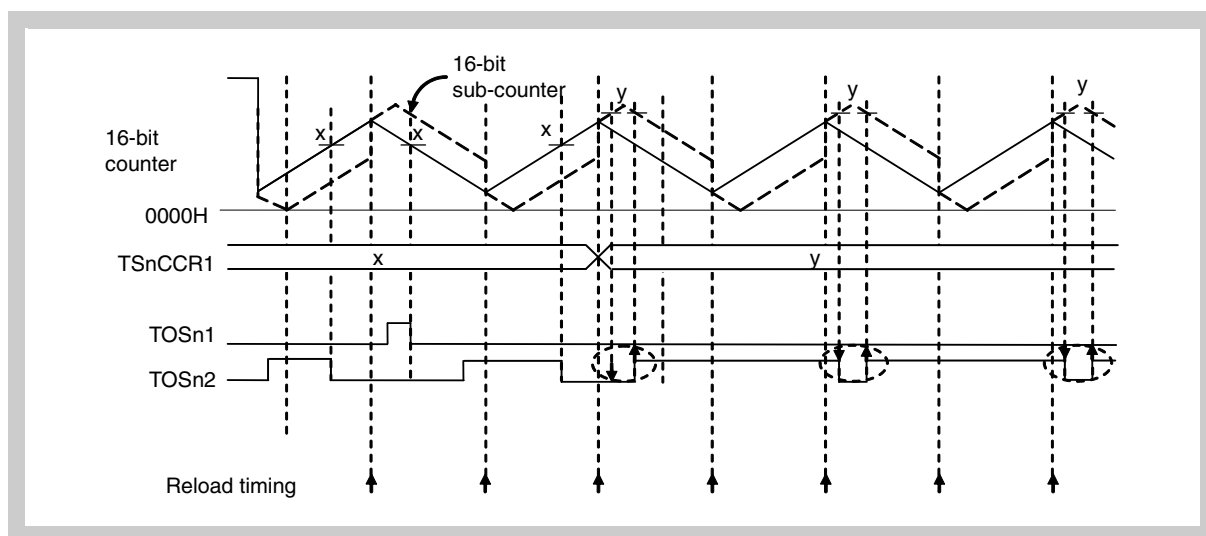 16-bit
sub-counter
y
y
y
16-bit
counter
x
x
x
0000H
TSnCCR1
x
y
TOSn1
TOSn2
Reload timing